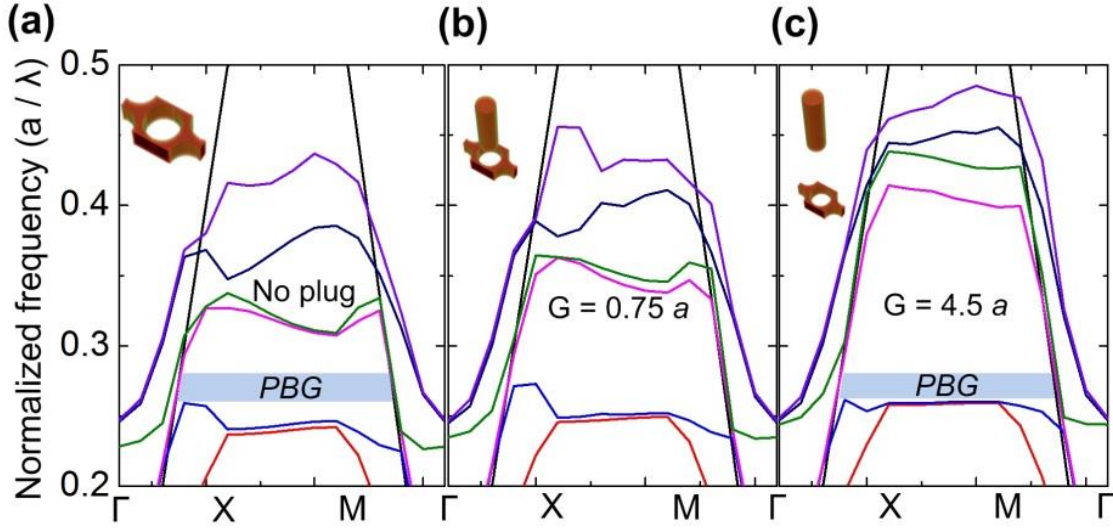 (a)
(b)
(c)
Normalized frequency (a / λ)
0.5
0.4
0.3
0.2
No plug
PBG
G = 0.75 a
G = 4.5 a
PBG
Γ X M Γ X M Γ X M Γ